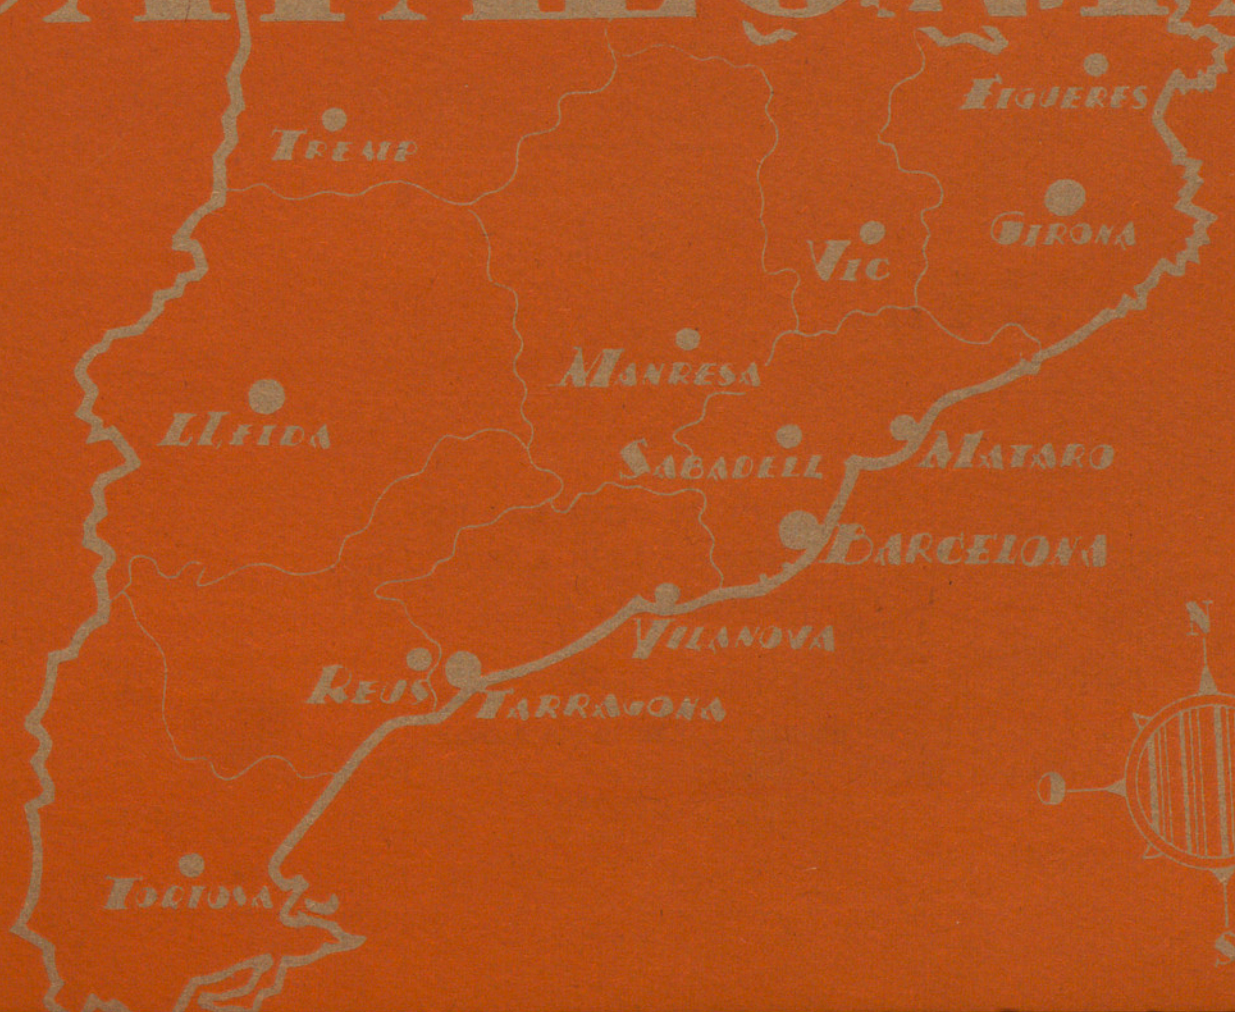 FIGUERES
TREMP
GIRONA
VIC
MANRESA
LLEIDA
MATARO
SABADELL
BARCELONA
N
VILANOVA
REUS
TARRAGONA
TORTOSA
S